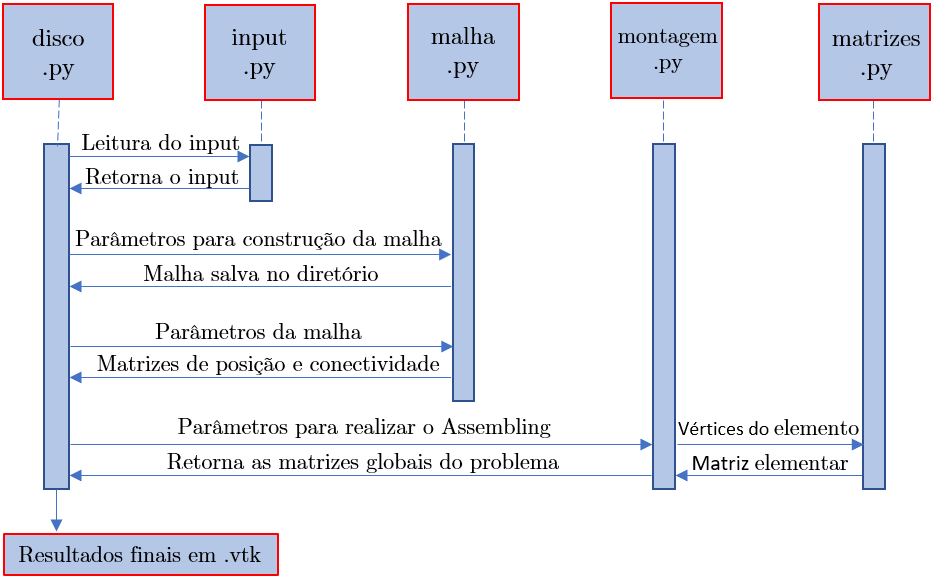 disco
.py
input
.py
malha
.py
montagem
.py
matrizes
.py
Leitura do input
Retorna o input
Parâmetros para construção da malha
Malha salva no diretório
Parâmetros da malha
Matrizes de posição e conectividade
Parâmetros para realizar o Assembling
Vértices do elemento
Retorna as matrizes globais do problema
Matriz elementar
Resultados finais em .vtk